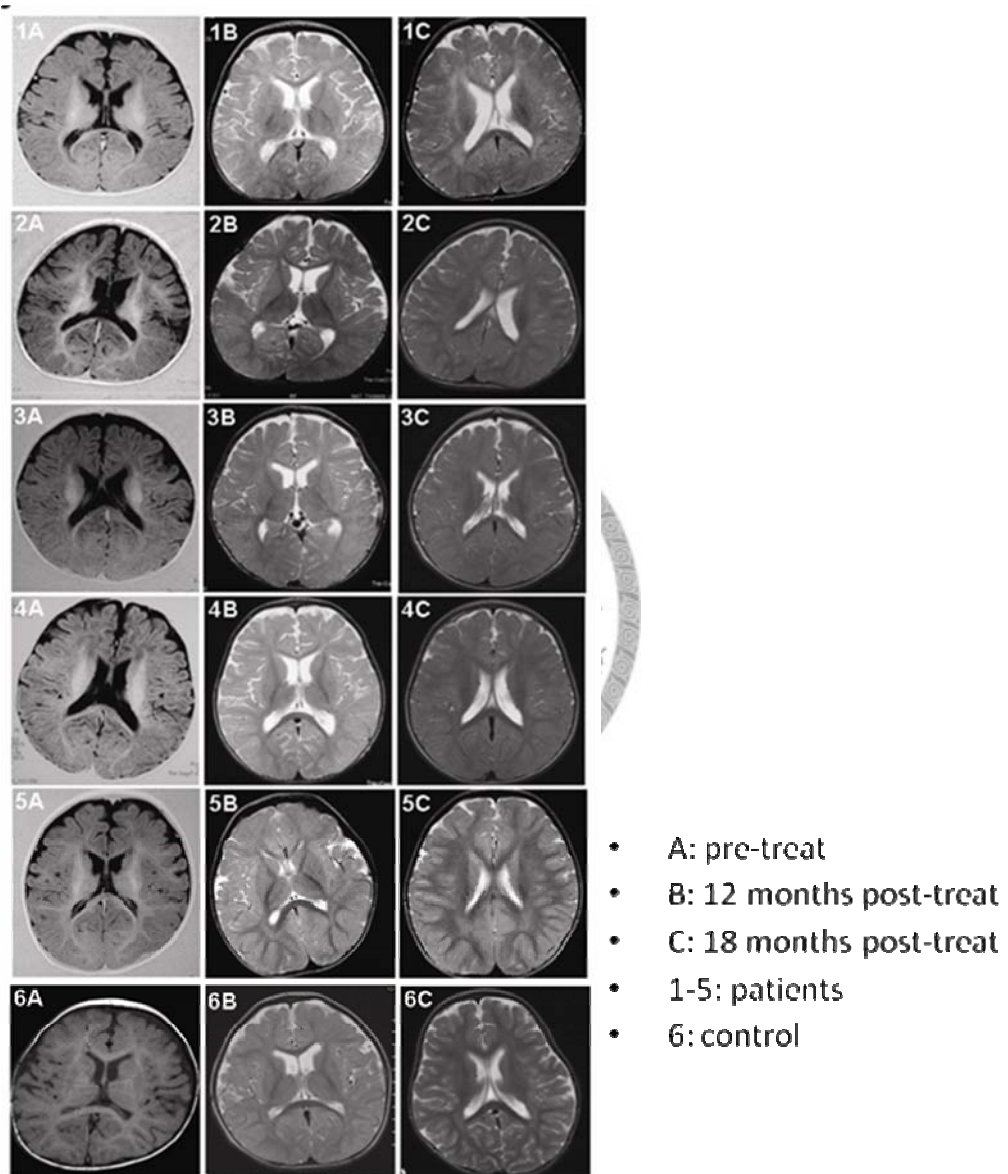 1A 1B 1C
2A 2B 2C
3A 3B 3C
4A 4B 4C
5A 5B 5C
6A 6B 6C
• A: pre-treat
• B: 12 months post-treat
• C: 18 months post-treat
• 1-5: patients
• 6: control